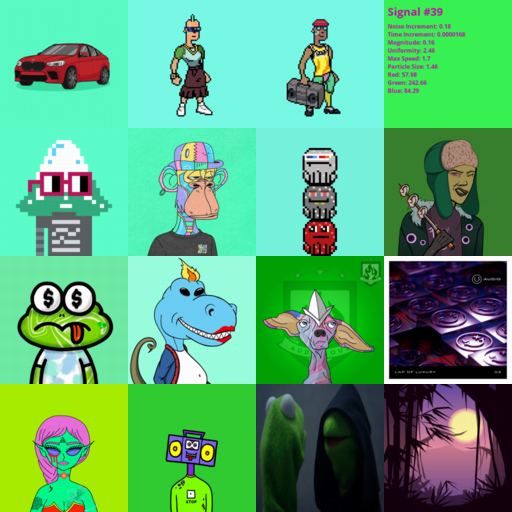 Signal #39
Noise Increment: 0.18
Time Increment: 0.0000168
Magnitude: 0.16
Uniformity: 2.46
Max Speed: 1.7
Particle Size: 1.46
Red: 57.98
Green: 242.66
Blue: 84.29
$ $
AUDIO
LAP OF LUXURY
STOP